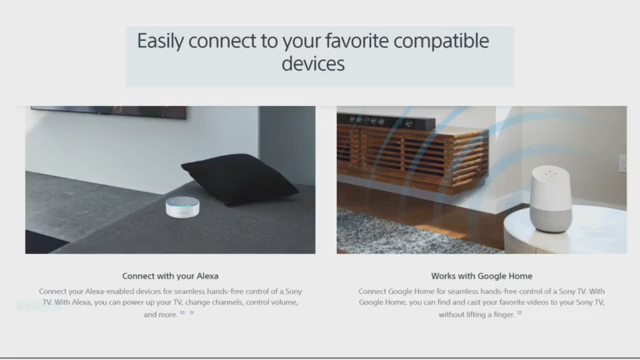 Easily connect to your favorite compatible
devices
Connect with your Alexa
Connect your Alexa-enabled devices for seamless hands-free control of a Sony
TV. With Alexa, you can power up your TV, change channels, control volume,
and more.
Works with Google Home
Connect Google Home for seamless hands-free control of a Sony TV. With
Google Home, you can find and cast your favorite videos to your Sony TV,
without lifting a finger.